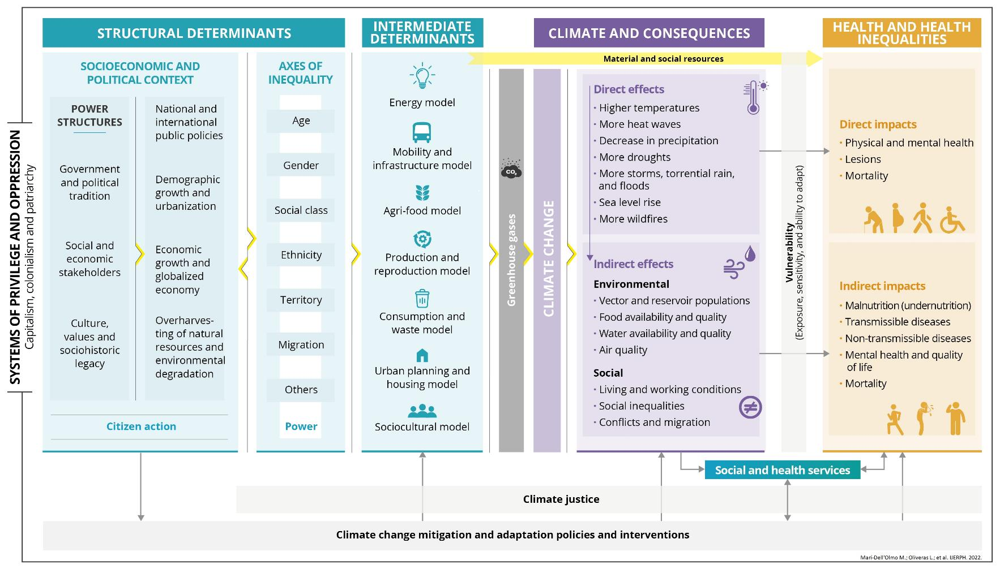 SYSTEMS OF PRIVILEGE AND OPPRESSION
Capitalism, colonialism and patriarchy
STRUCTURAL DETERMINANTS
SOCIOECONOMIC AND
POLITICAL CONTEXT
POWER
STRUCTURES
Government
and political
tradition
Social and
economic
stakeholders
Culture,
values and
sociohistoric
legacy
National and
international
public policies
Demographic
growth and
urbanization
Economic
growth and
globalized
economy
Overharves-
ting of natural
resources and
environmental
degradation
Citizen action
AXES OF
INEQUALITY
Age
Gender
Social class
Ethnicity
Territory
Migration
Others
Power
INTERMEDIATE
DETERMINANTS
Energy model
Mobility and
infrastructure model
Agri-food model
Production and
reproduction model
Consumption and
waste model
Urban planning and
housing model
Sociocultural model
CLIMATE AND CONSEQUENCES
Material and social resources
CO₂
Greenhouse gases
CLIMATE CHANGE
Direct effects
· Higher temperatures
· More heat waves
· Decrease in precipitation
· More droughts
· More storms, torrential rain,
and floods
· Sea level rise
· More wildfires
Indirect effects
Environmental
· Vector and reservoir populations
· Food availability and quality
· Water availability and quality
· Air quality
Social
· Living and working conditions
· Social inequalities
· Conflicts and migration
Vulnerability
(Exposure, sensitivity, and ability to adapt)
HEALTH AND HEALTH
INEQUALITIES
Direct impacts
· Physical and mental health
· Lesions
· Mortality
Indirect impacts
· Malnutrition (undernutrition)
· Transmissible diseases
· Non-transmissible diseases
· Mental health and quality
of life
· Mortality
Social and health services
Climate justice
Climate change mitigation and adaptation policies and interventions
Marí-Dell'Olmo M.; Oliveras L.; et al. IJERPH. 2022.